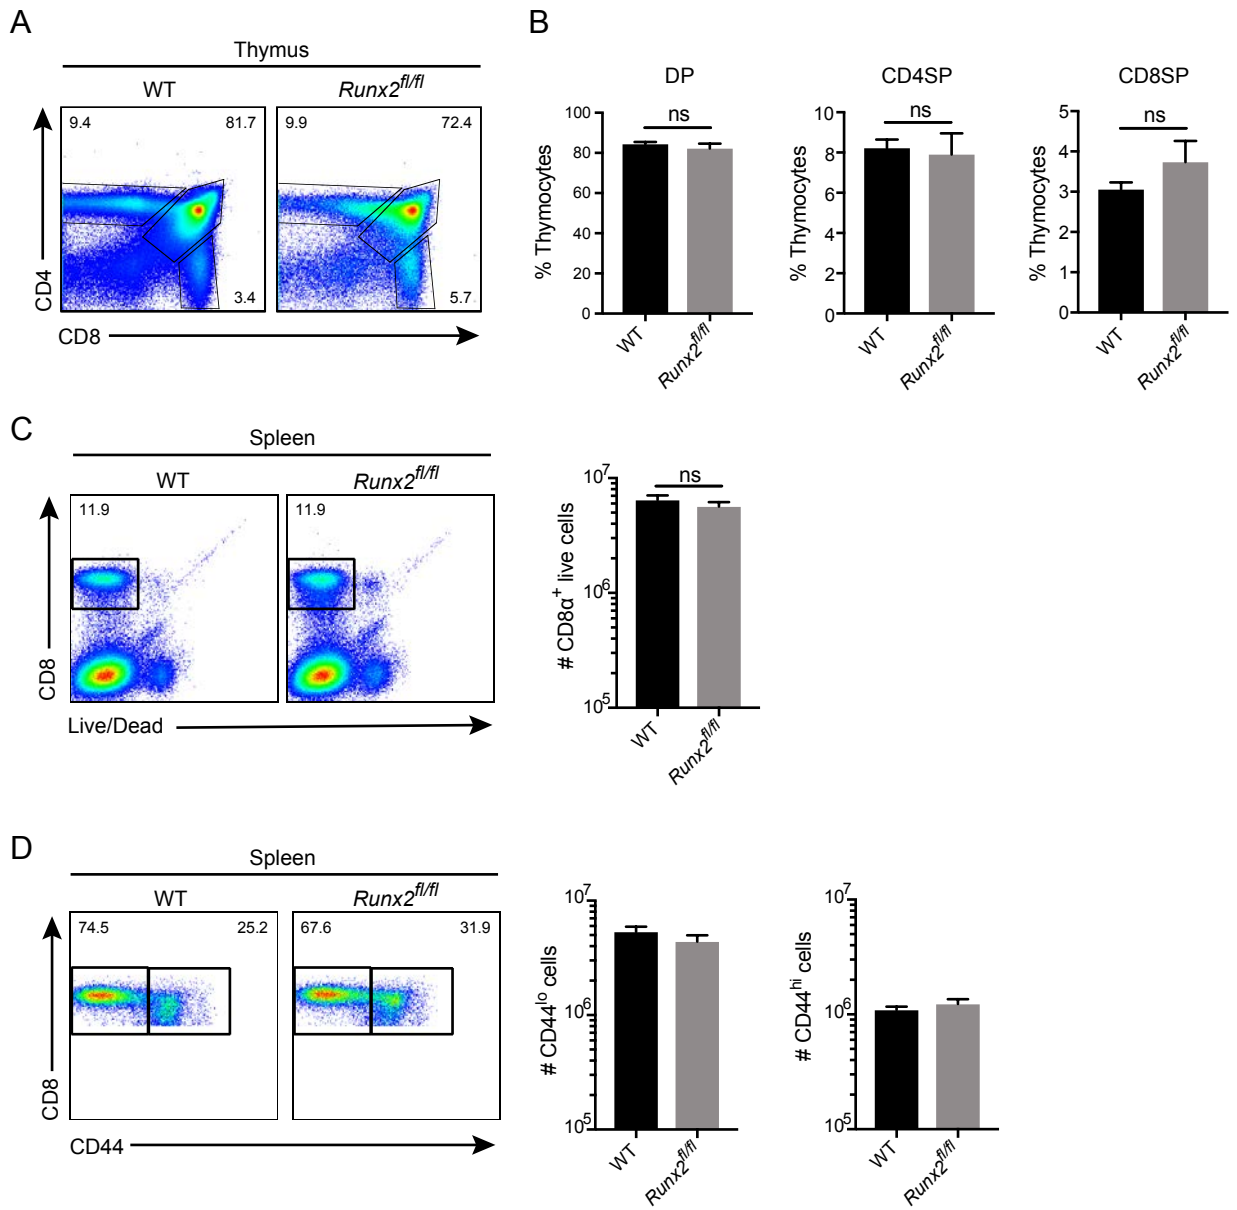 A
Thymus
WT
Runx2fl/fl
9.4
81.7
9.9
72.4
3.4
5.7
CD4
CD8
B
DP
% Thymocytes
100
80
60
40
20
0
ns
WT
Runx2fl/fl
CD4SP
% Thymocytes
10
8
6
4
2
0
ns
WT
Runx2fl/fl
CD8SP
% Thymocytes
5
4
3
2
1
0
ns
WT
Runx2fl/fl
C
Spleen
WT
Runx2fl/fl
11.9
11.9
CD8
Live/Dead
# CD8α+ live cells
10^7
10^6
10^5
ns
WT
Runx2fl/fl
D
Spleen
WT
Runx2fl/fl
74.5
25.2
67.6
31.9
CD8
CD44
# CD44lo cells
10^7
10^6
10^5
WT
Runx2fl/fl
# CD44hi cells
10^7
10^6
10^5
WT
Runx2fl/fl